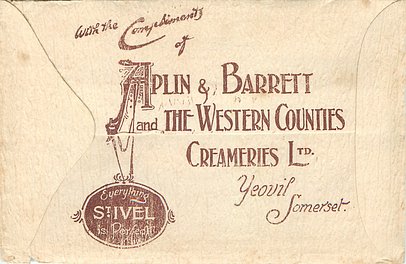 With the Compliments
of
APLIN & BARRETT
and THE WESTERN COUNTIES
CREAMERIES LTD.
Yeovil
Somerset.
Everything
ST IVEL
is Perfect